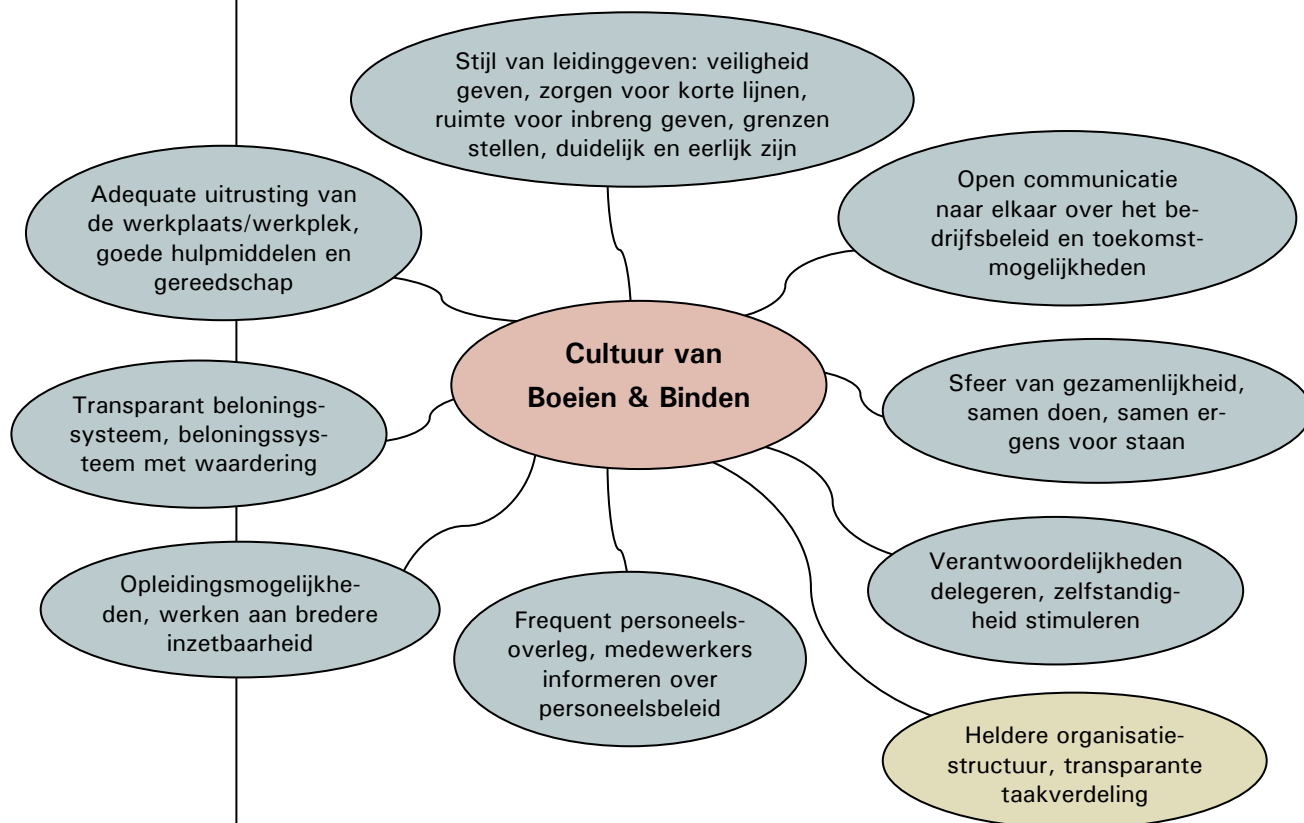 Stijl van leidinggeven: veiligheid
geven, zorgen voor korte lijnen,
ruimte voor inbreng geven, grenzen
stellen, duidelijk en eerlijk zijn
Adequate uitrusting van
de werkplaats/werkplek,
goede hulpmiddelen en
gereedschap
Open communicatie
naar elkaar over het be-
drijfsbeleid en toekomst-
mogelijkheden
Cultuur van
Boeien & Binden
Transparant belonings-
systeem, beloningssys-
teem met waardering
Sfeer van gezamenlijkheid,
samen doen, samen er-
gens voor staan
Opleidingsmogelijkhe-
den, werken aan bredere
inzetbaarheid
Frequent personeels-
overleg, medewerkers
informeren over
personeelsbeleid
Verantwoordelijkheden
delegeren, zelfstandig-
heid stimuleren
Heldere organisatie-
structuur, transparante
taakverdeling